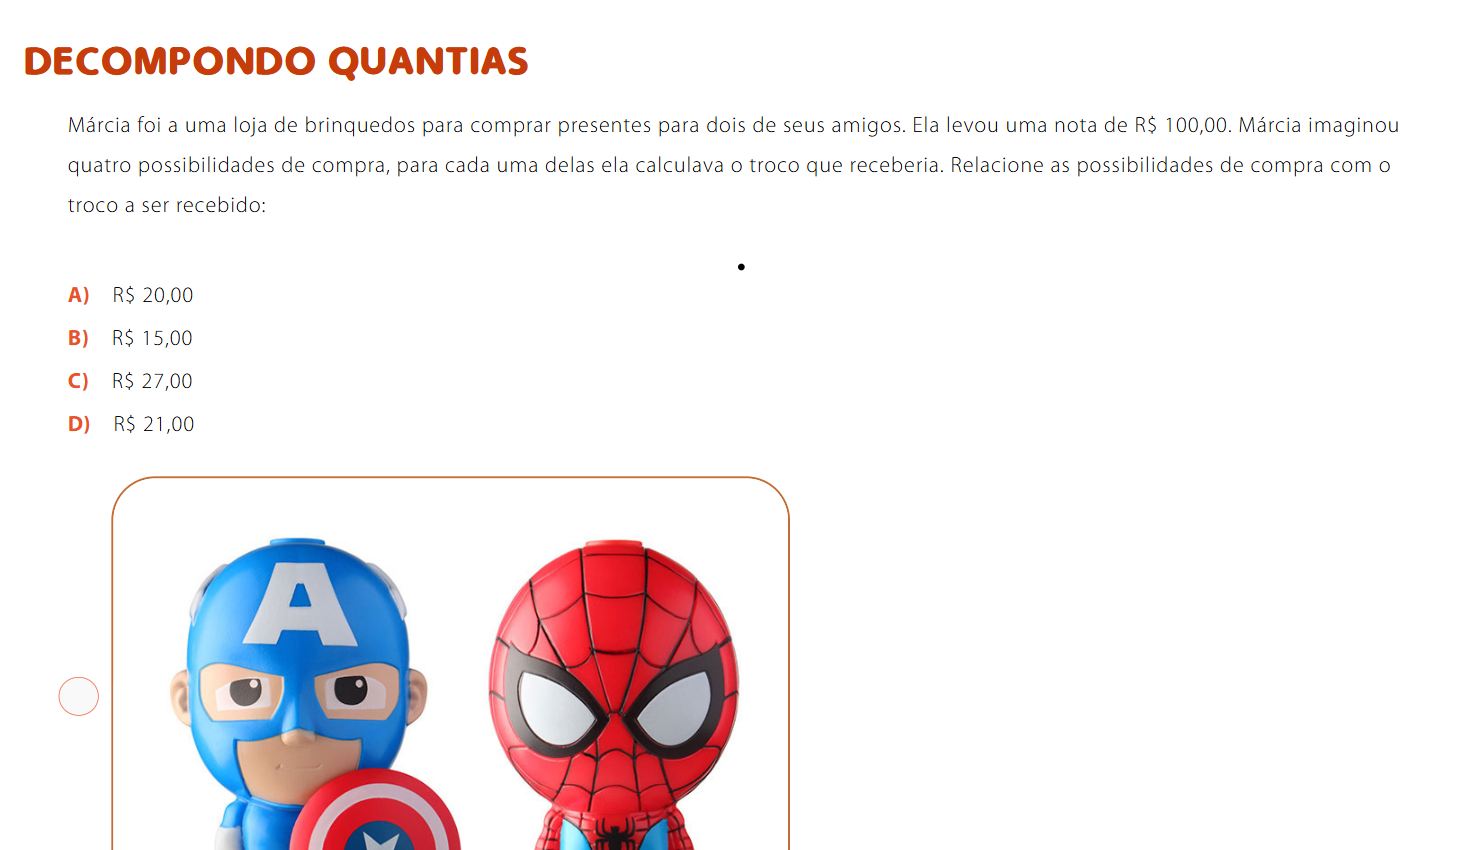 DECOMPONDO QUANTIAS
Márcia foi a uma loja de brinquedos para comprar presentes para dois de seus amigos. Ela levou uma nota de R$ 100,00. Márcia imaginou
quatro possibilidades de compra, para cada uma delas ela calculava o troco que receberia. Relacione as possibilidades de compra com o
troco a ser recebido:
A) R$ 20,00
B) R$ 15,00
C) R$ 27,00
D) R$ 21,00
A